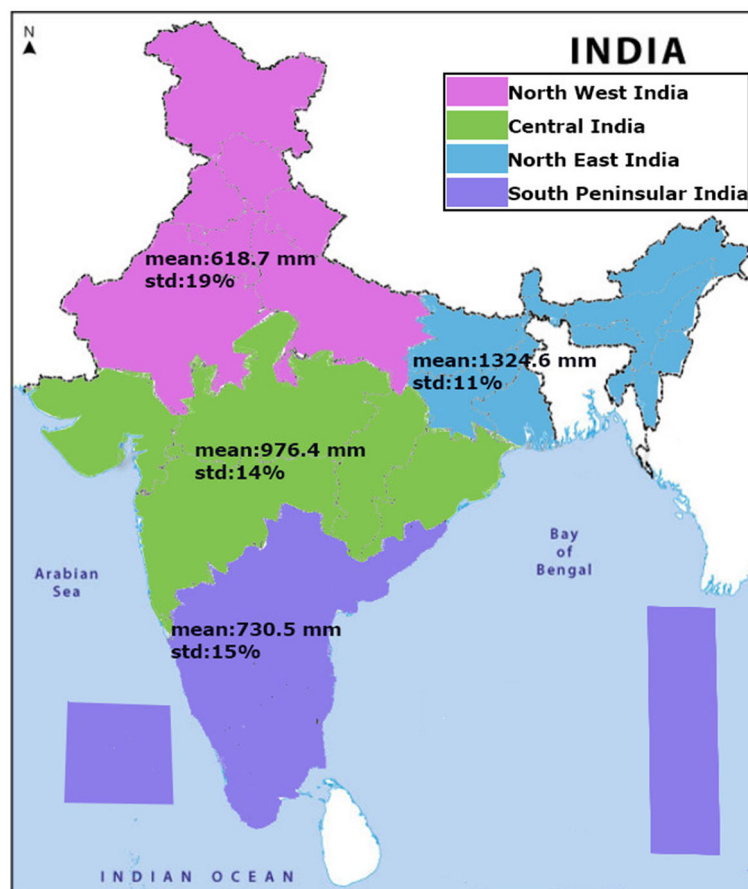 N
INDIA
North West India
Central India
North East India
South Peninsular India
mean:618.7 mm
std:19%
mean:1324.6 mm
std:11%
mean:976.4 mm
std:14%
Arabian
Sea
Bay
of
Bengal
mean:730.5 mm
std:15%
INDIAN OCEAN